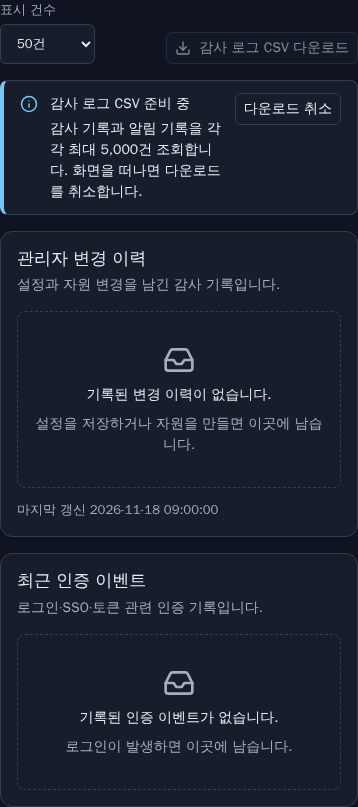 표시 건수
50건
감사 로그 CSV 다운로드
감사 로그 CSV 준비 중
다운로드 취소
감사 기록과 알림 기록을 각
각 최대 5,000건 조회합니
다. 화면을 떠나면 다운로드
를 취소합니다.
관리자 변경 이력
설정과 자원 변경을 남긴 감사 기록입니다.
기록된 변경 이력이 없습니다.
설정을 저장하거나 자원을 만들면 이곳에 남습
니다.
마지막 갱신 2026-11-18 09:00:00
최근 인증 이벤트
로그인·SSO·토큰 관련 인증 기록입니다.
기록된 인증 이벤트가 없습니다.
로그인이 발생하면 이곳에 남습니다.